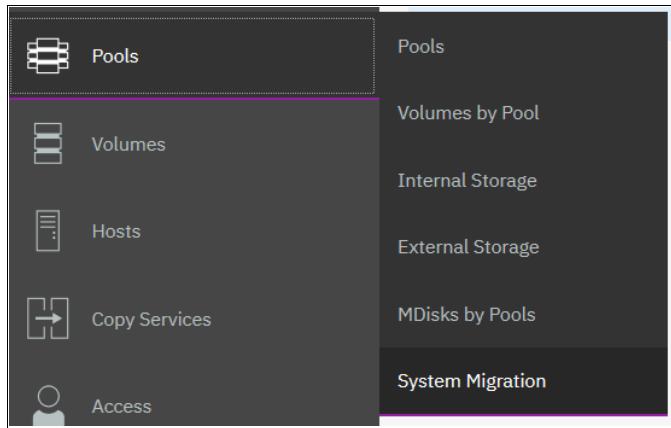 Pools
Volumes
Hosts
Copy Services
Access
Pools
Volumes by Pool
Internal Storage
External Storage
MDisks by Pools
System Migration